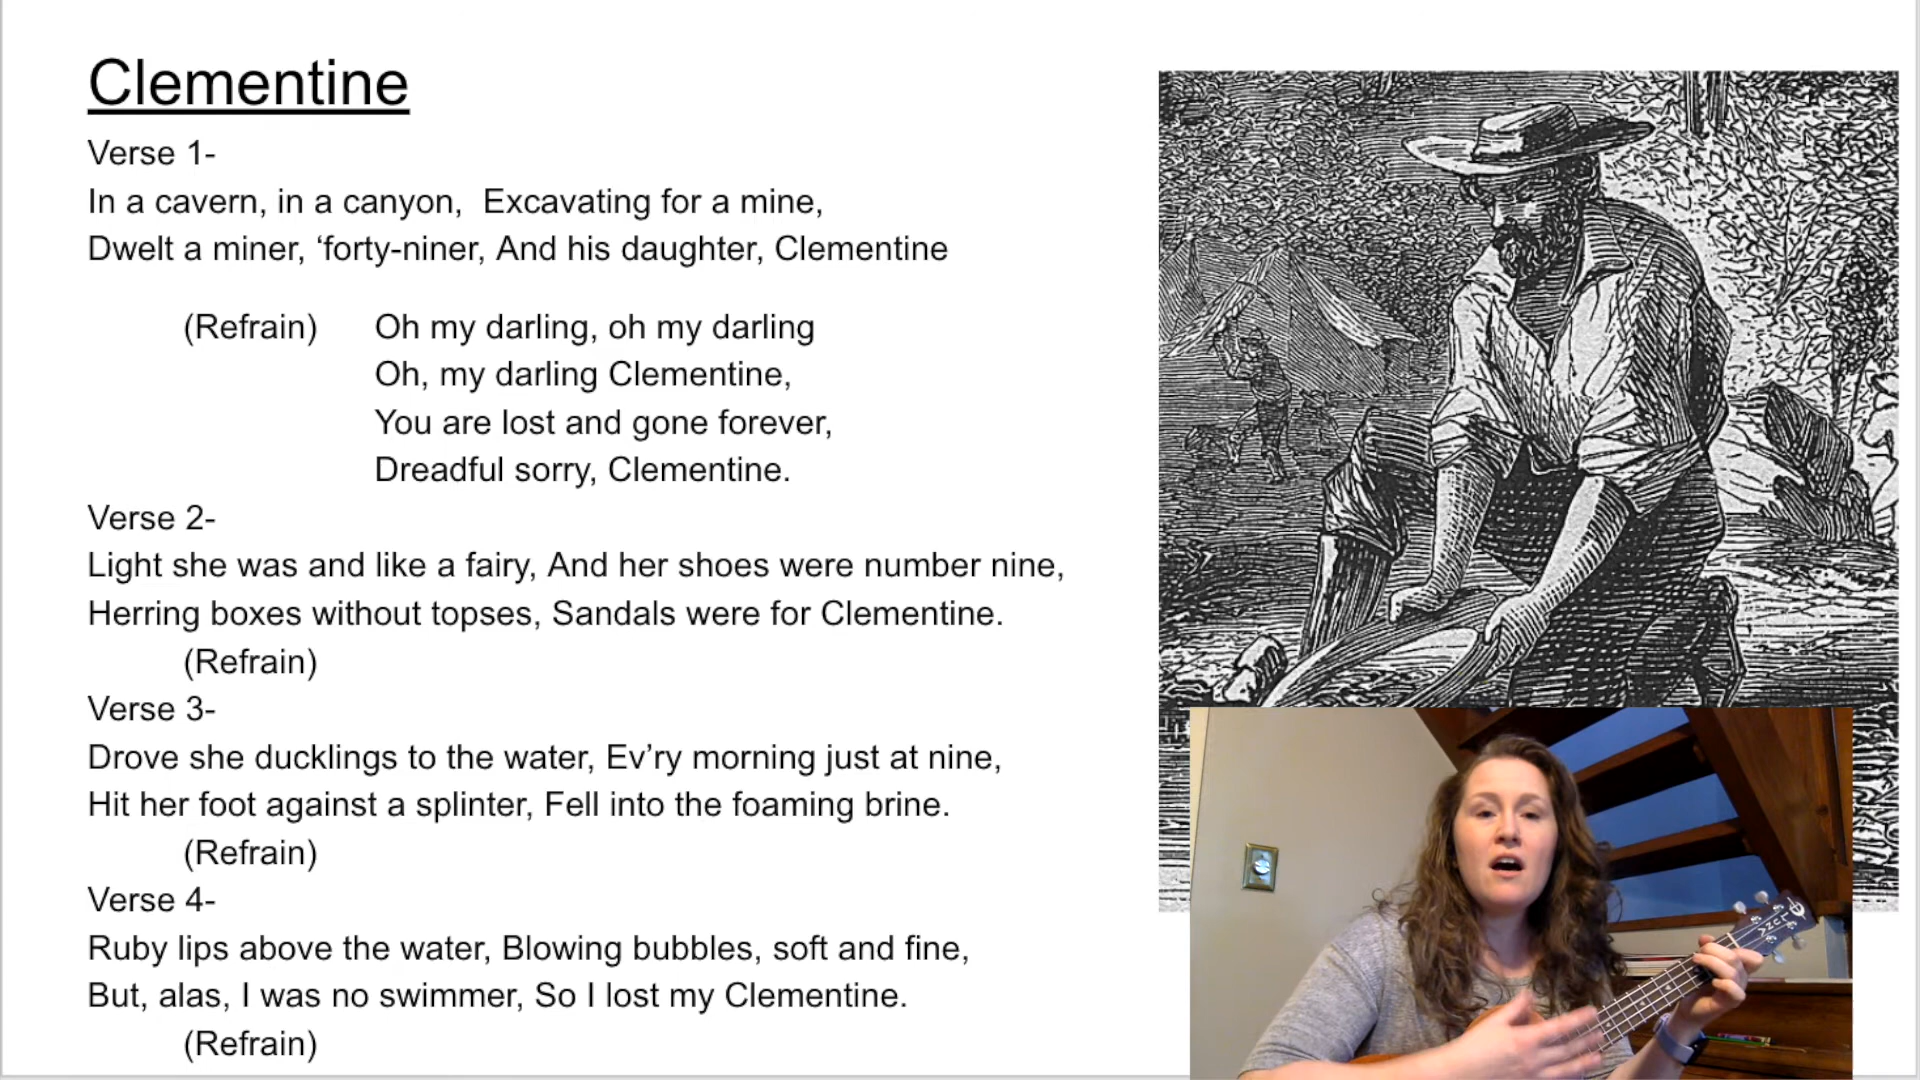 Clementine
Verse 1-
In a cavern, in a canyon,  Excavating for a mine,
Dwelt a miner, ‘forty-niner, And his daughter, Clementine
(Refrain) Oh my darling, oh my darling
Oh, my darling Clementine,
You are lost and gone forever,
Dreadful sorry, Clementine.
Verse 2-
Light she was and like a fairy, And her shoes were number nine,
Herring boxes without topses, Sandals were for Clementine.
(Refrain)
Verse 3-
Drove she ducklings to the water, Ev’ry morning just at nine,
Hit her foot against a splinter, Fell into the foaming brine.
(Refrain)
Verse 4-
Ruby lips above the water, Blowing bubbles, soft and fine,
But, alas, I was no swimmer, So I lost my Clementine.
(Refrain)
LUNA